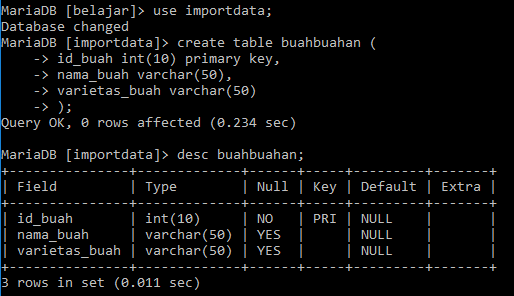 MariaDB [belajar]> use importdata;
Database changed
MariaDB [importdata]> create table buahbuahan (
    -> id_buah int(10) primary key,
    -> nama_buah varchar(50),
    -> varietas_buah varchar(50)
    -> );
Query OK, 0 rows affected (0.234 sec)

MariaDB [importdata]> desc buahbuahan;
+---------------+-------------+------+-----+---------+-------+
| Field         | Type        | Null | Key | Default | Extra |
+---------------+-------------+------+-----+---------+-------+
| id_buah       | int(10)     | NO   | PRI | NULL    |       |
| nama_buah     | varchar(50) | YES  |     | NULL    |       |
| varietas_buah | varchar(50) | YES  |     | NULL    |       |
+---------------+-------------+------+-----+---------+-------+
3 rows in set (0.011 sec)